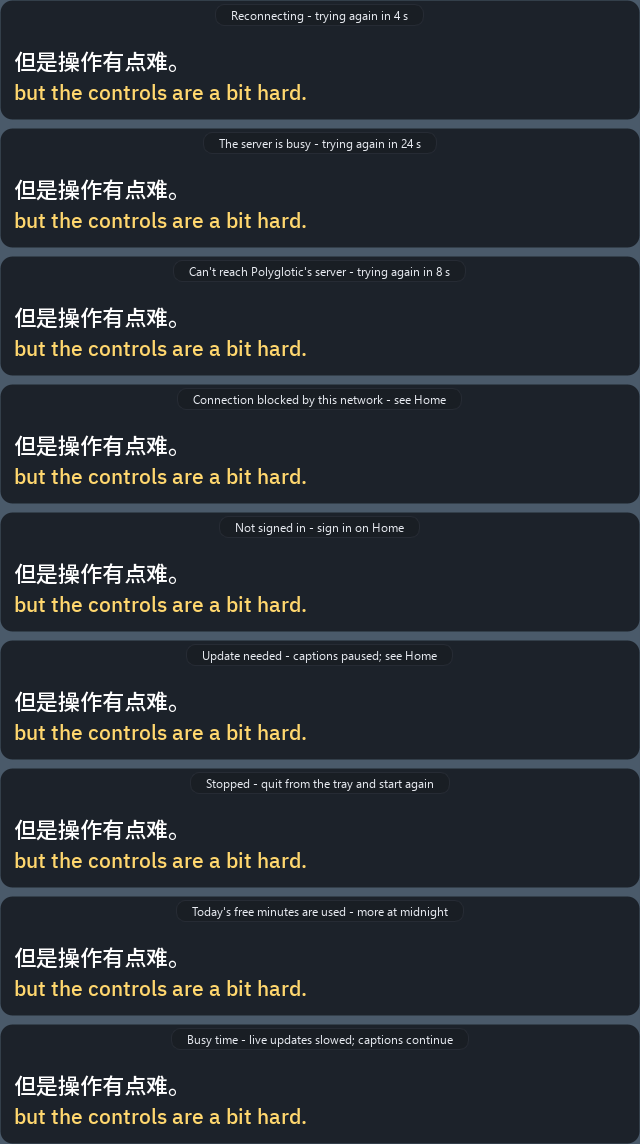 Reconnecting - trying again in 4 s
但是操作有点难。
but the controls are a bit hard.
The server is busy - trying again in 24 s
但是操作有点难。
but the controls are a bit hard.
Can't reach Polyglotic's server - trying again in 8 s
但是操作有点难。
but the controls are a bit hard.
Connection blocked by this network - see Home
但是操作有点难。
but the controls are a bit hard.
Not signed in - sign in on Home
但是操作有点难。
but the controls are a bit hard.
Update needed - captions paused; see Home
但是操作有点难。
but the controls are a bit hard.
Stopped - quit from the tray and start again
但是操作有点难。
but the controls are a bit hard.
Today's free minutes are used - more at midnight
但是操作有点难。
but the controls are a bit hard.
Busy time - live updates slowed; captions continue
但是操作有点难。
but the controls are a bit hard.